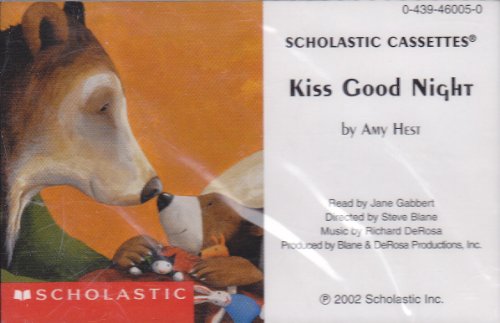 0-439-46005-0
SCHOLASTIC CASSETTES®
Kiss Good Night
by Amy Hest
Read by Jane Gabbert
Directed by Steve Blane
Music by Richard DeRosa
Produced by Blane & DeRosa Productions, Inc.
SCHOLASTIC
℗ 2002 Scholastic Inc.